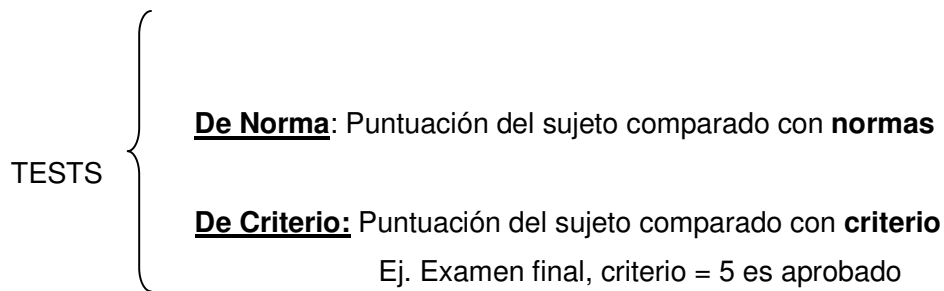 De Norma: Puntuación del sujeto comparado con normas
TESTS
De Criterio: Puntuación del sujeto comparado con criterio
Ej. Examen final, criterio = 5 es aprobado